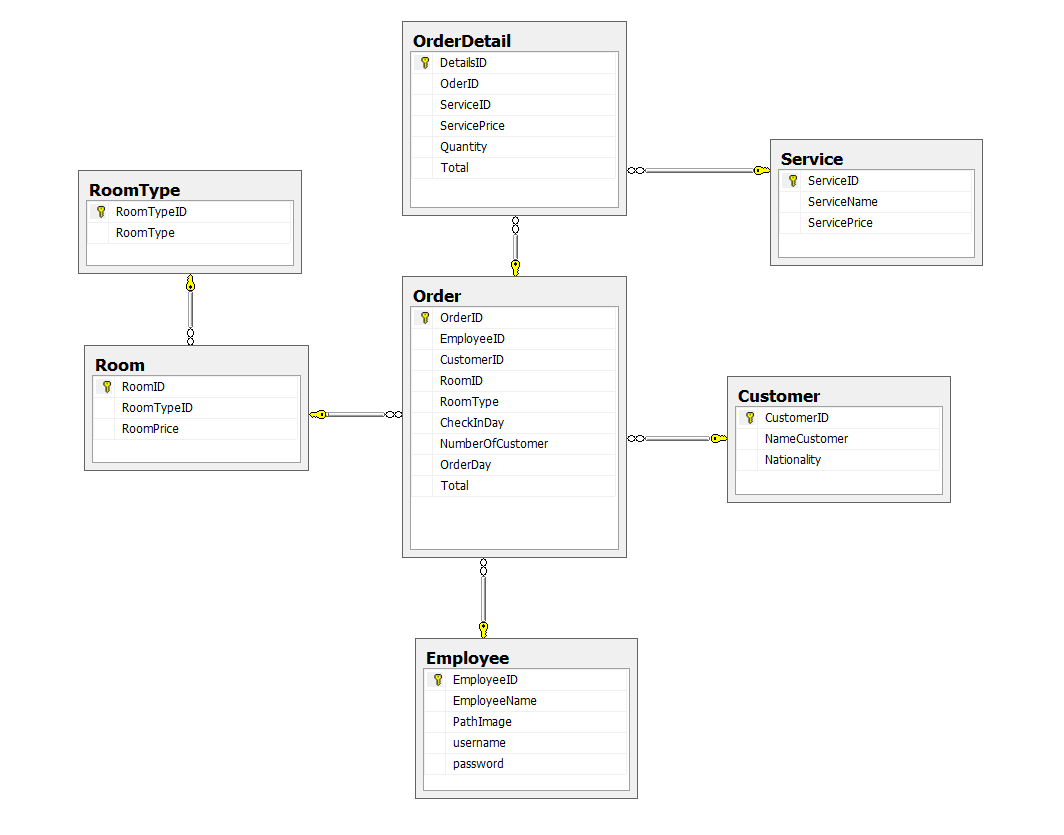 OrderDetail
DetailsID
OderID
ServiceID
ServicePrice
Quantity
Total
Service
ServiceID
ServiceName
ServicePrice
RoomType
RoomTypeID
RoomType
Order
OrderID
EmployeeID
CustomerID
RoomID
RoomType
CheckInDay
NumberOfCustomer
OrderDay
Total
Room
RoomID
RoomTypeID
RoomPrice
Customer
CustomerID
NameCustomer
Nationality
Employee
EmployeeID
EmployeeName
PathImage
username
password